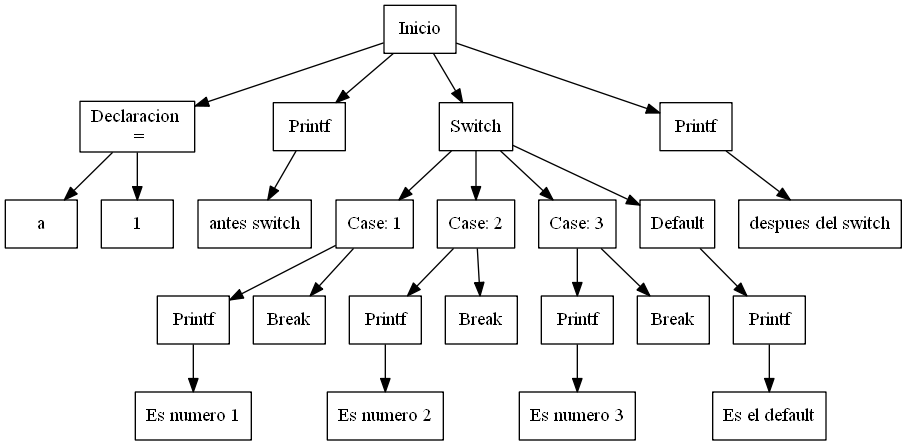 Inicio
Declaracion
=
Printf
Switch
Printf
a
1
antes switch
Case: 1
Case: 2
Case: 3
Default
despues del switch
Printf
Break
Printf
Break
Printf
Break
Printf
Es numero 1
Es numero 2
Es numero 3
Es el default